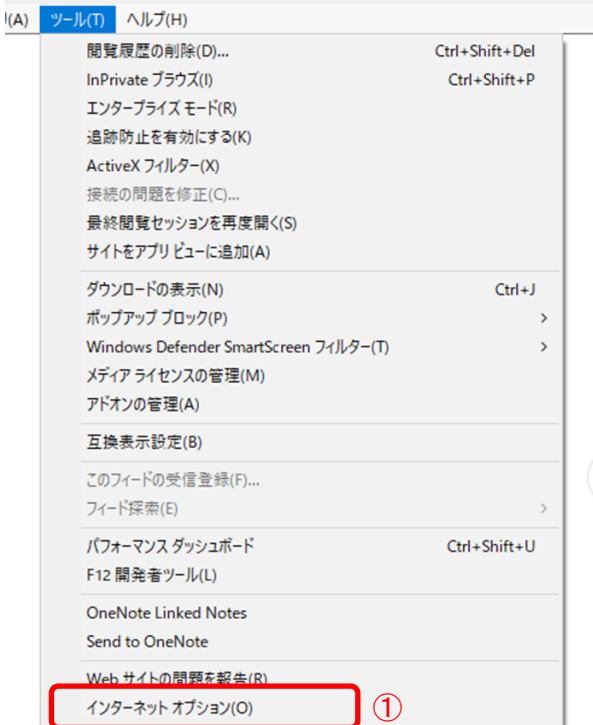 (A) ツール(T) ヘルプ(H)
閲覧履歴の削除(D)... Ctrl+Shift+Del
InPrivate ブラウズ(I) Ctrl+Shift+P
エンタープライズ モード(R)
追跡防止を有効にする(K)
ActiveX フィルター(X)
接続の問題を修正(C)...
最終閲覧セッションを再度開く(S)
サイトをアプリ ビューに追加(A)
ダウンロードの表示(N) Ctrl+J
ポップアップ ブロック(P) >
Windows Defender SmartScreen フィルター(T) >
メディア ライセンスの管理(M)
アドオンの管理(A)
互換表示設定(B)
このフィードの受信登録(F)...
フィード探索(E) >
パフォーマンス ダッシュボード Ctrl+Shift+U
F12 開発者ツール(L)
OneNote Linked Notes
Send to OneNote
Web サイトの問題を報告(R)
インターネット オプション(O) ①